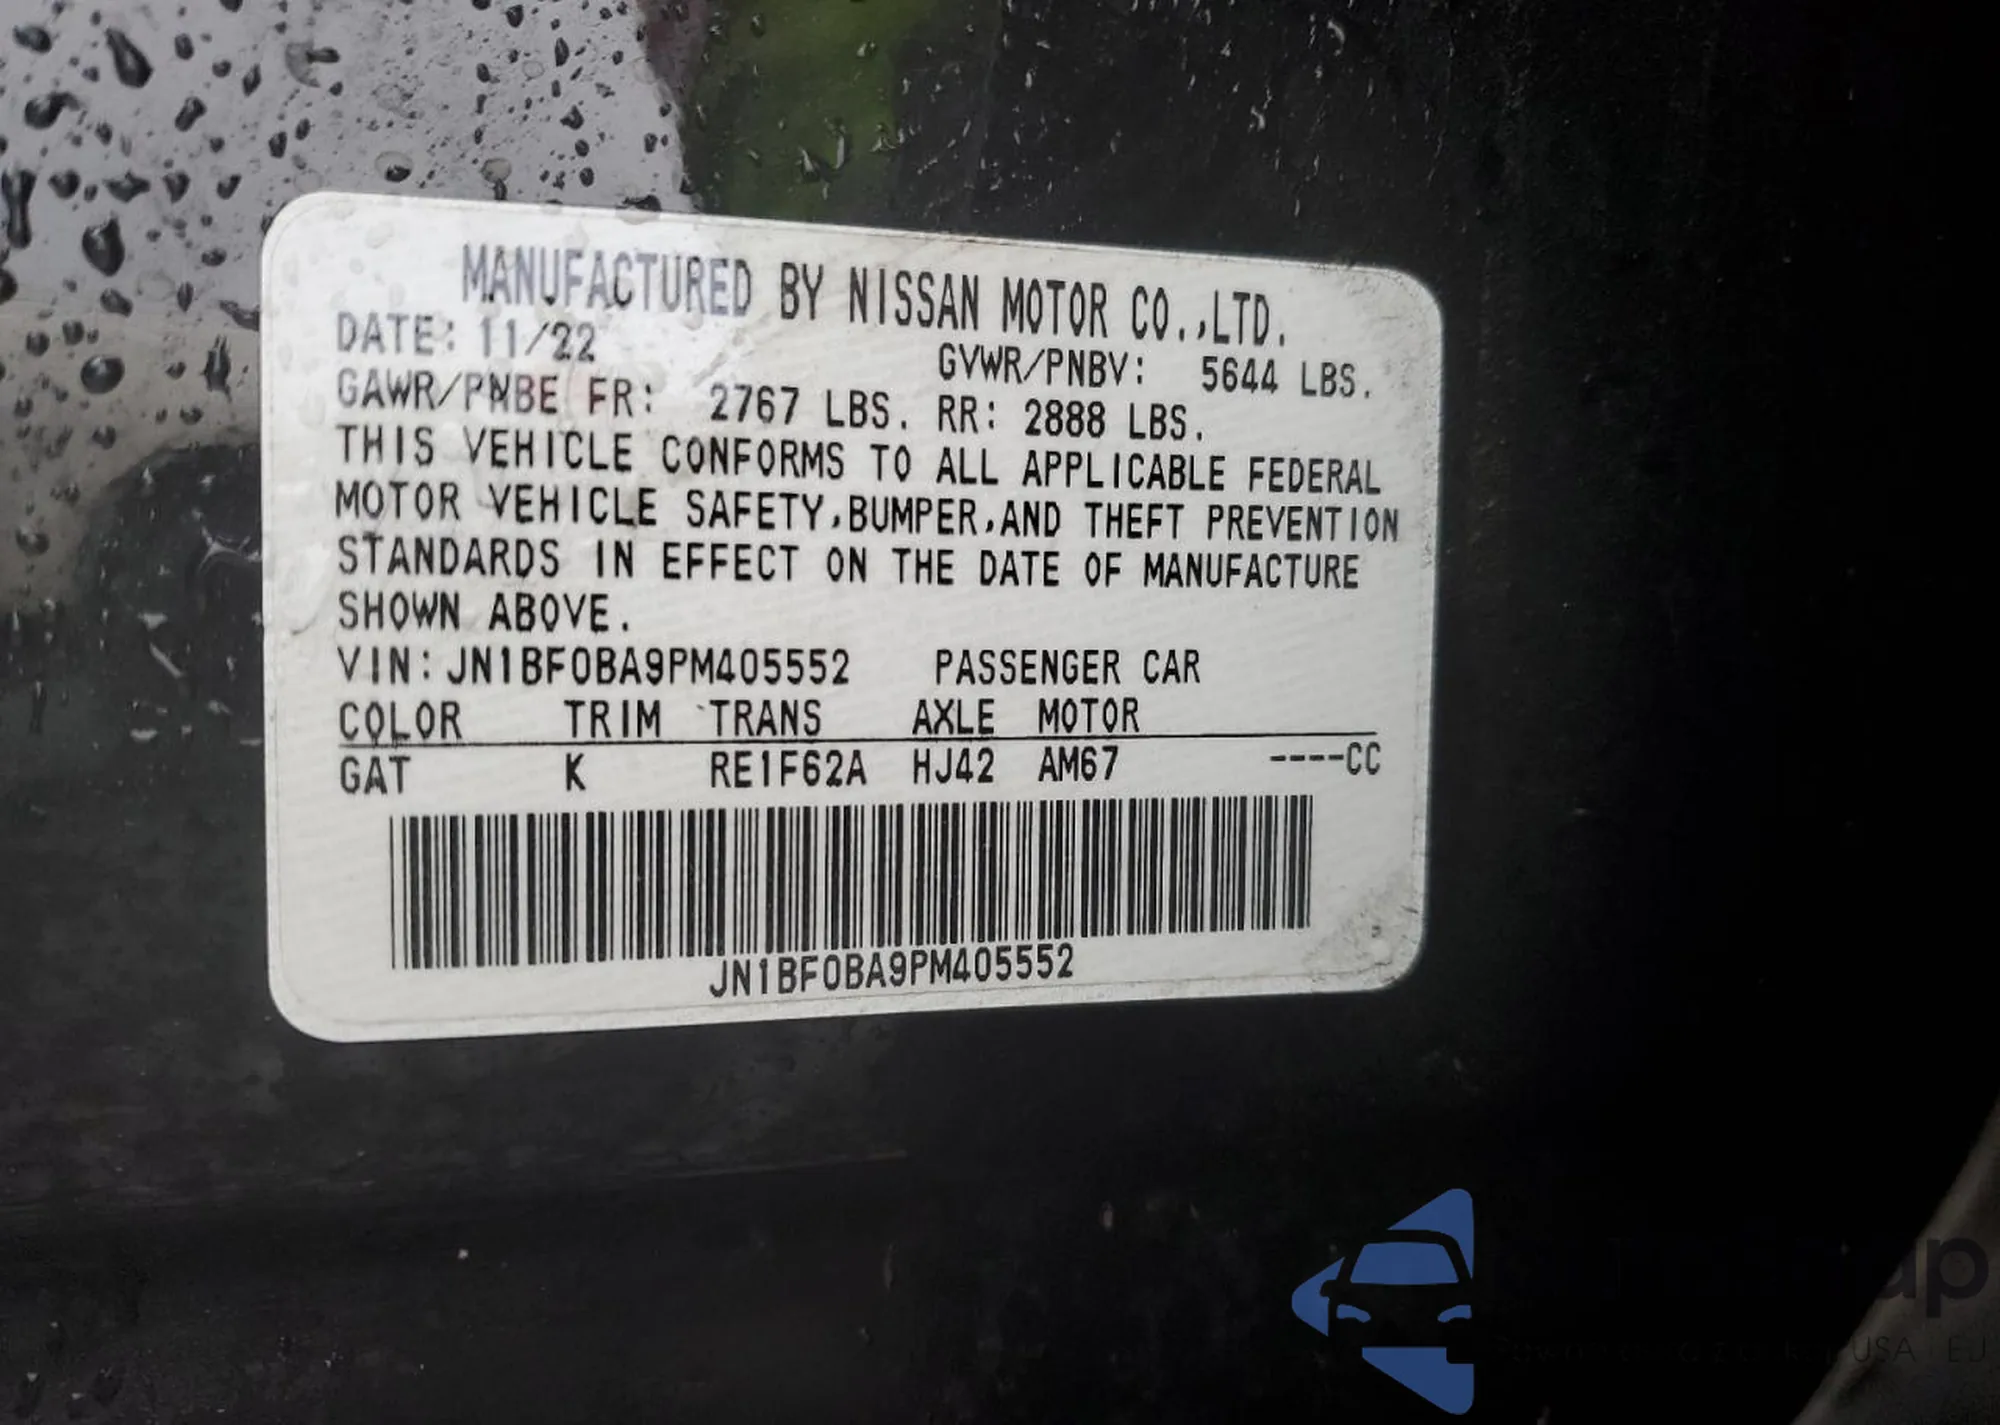 MANUFACTURED BY NISSAN MOTOR CO.,LTD.
DATE: 11/22 GVWR/PNBV: 5644 LBS.
GAWR/PNBE FR: 2767 LBS. RR: 2888 LBS.
THIS VEHICLE CONFORMS TO ALL APPLICABLE FEDERAL
MOTOR VEHICLE SAFETY,BUMPER,AND THEFT PREVENTION
STANDARDS IN EFFECT ON THE DATE OF MANUFACTURE
SHOWN ABOVE.
VIN:JN1BF0BA9PM405552 PASSENGER CAR
COLOR TRIM TRANS AXLE MOTOR
GAT K RE1F62A HJ42 AM67 ----CC
JN1BF0BA9PM405552
USA